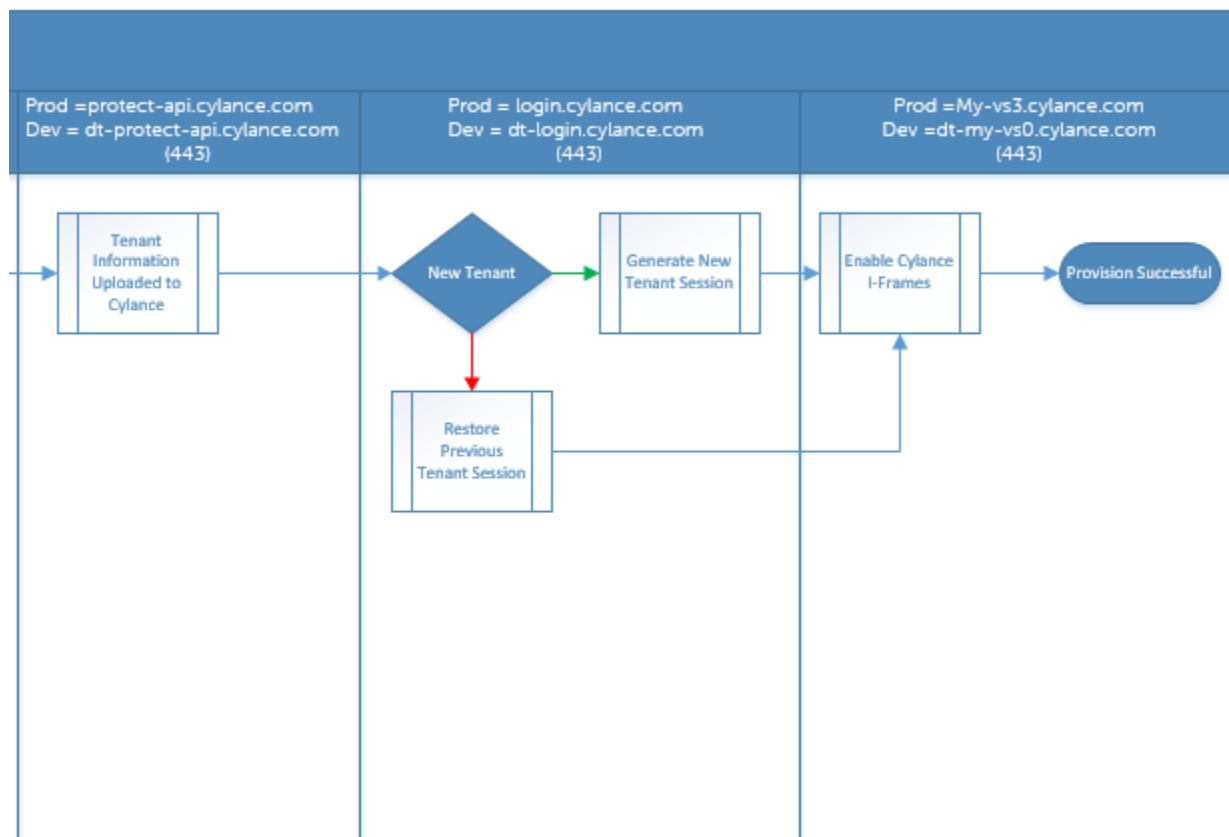 Prod =protect-api.cylance.com
Dev = dt-protect-api.cylance.com
(443)
Prod = login.cylance.com
Dev = dt-login.cylance.com
(443)
Prod =My-vs3.cylance.com
Dev =dt-my-vs0.cylance.com
(443)
Tenant
Information
Uploaded to
Cylance
New Tenant
Generate New
Tenant Session
Enable Cylance
I-Frames
Provision Successful
Restore
Previous
Tenant Session